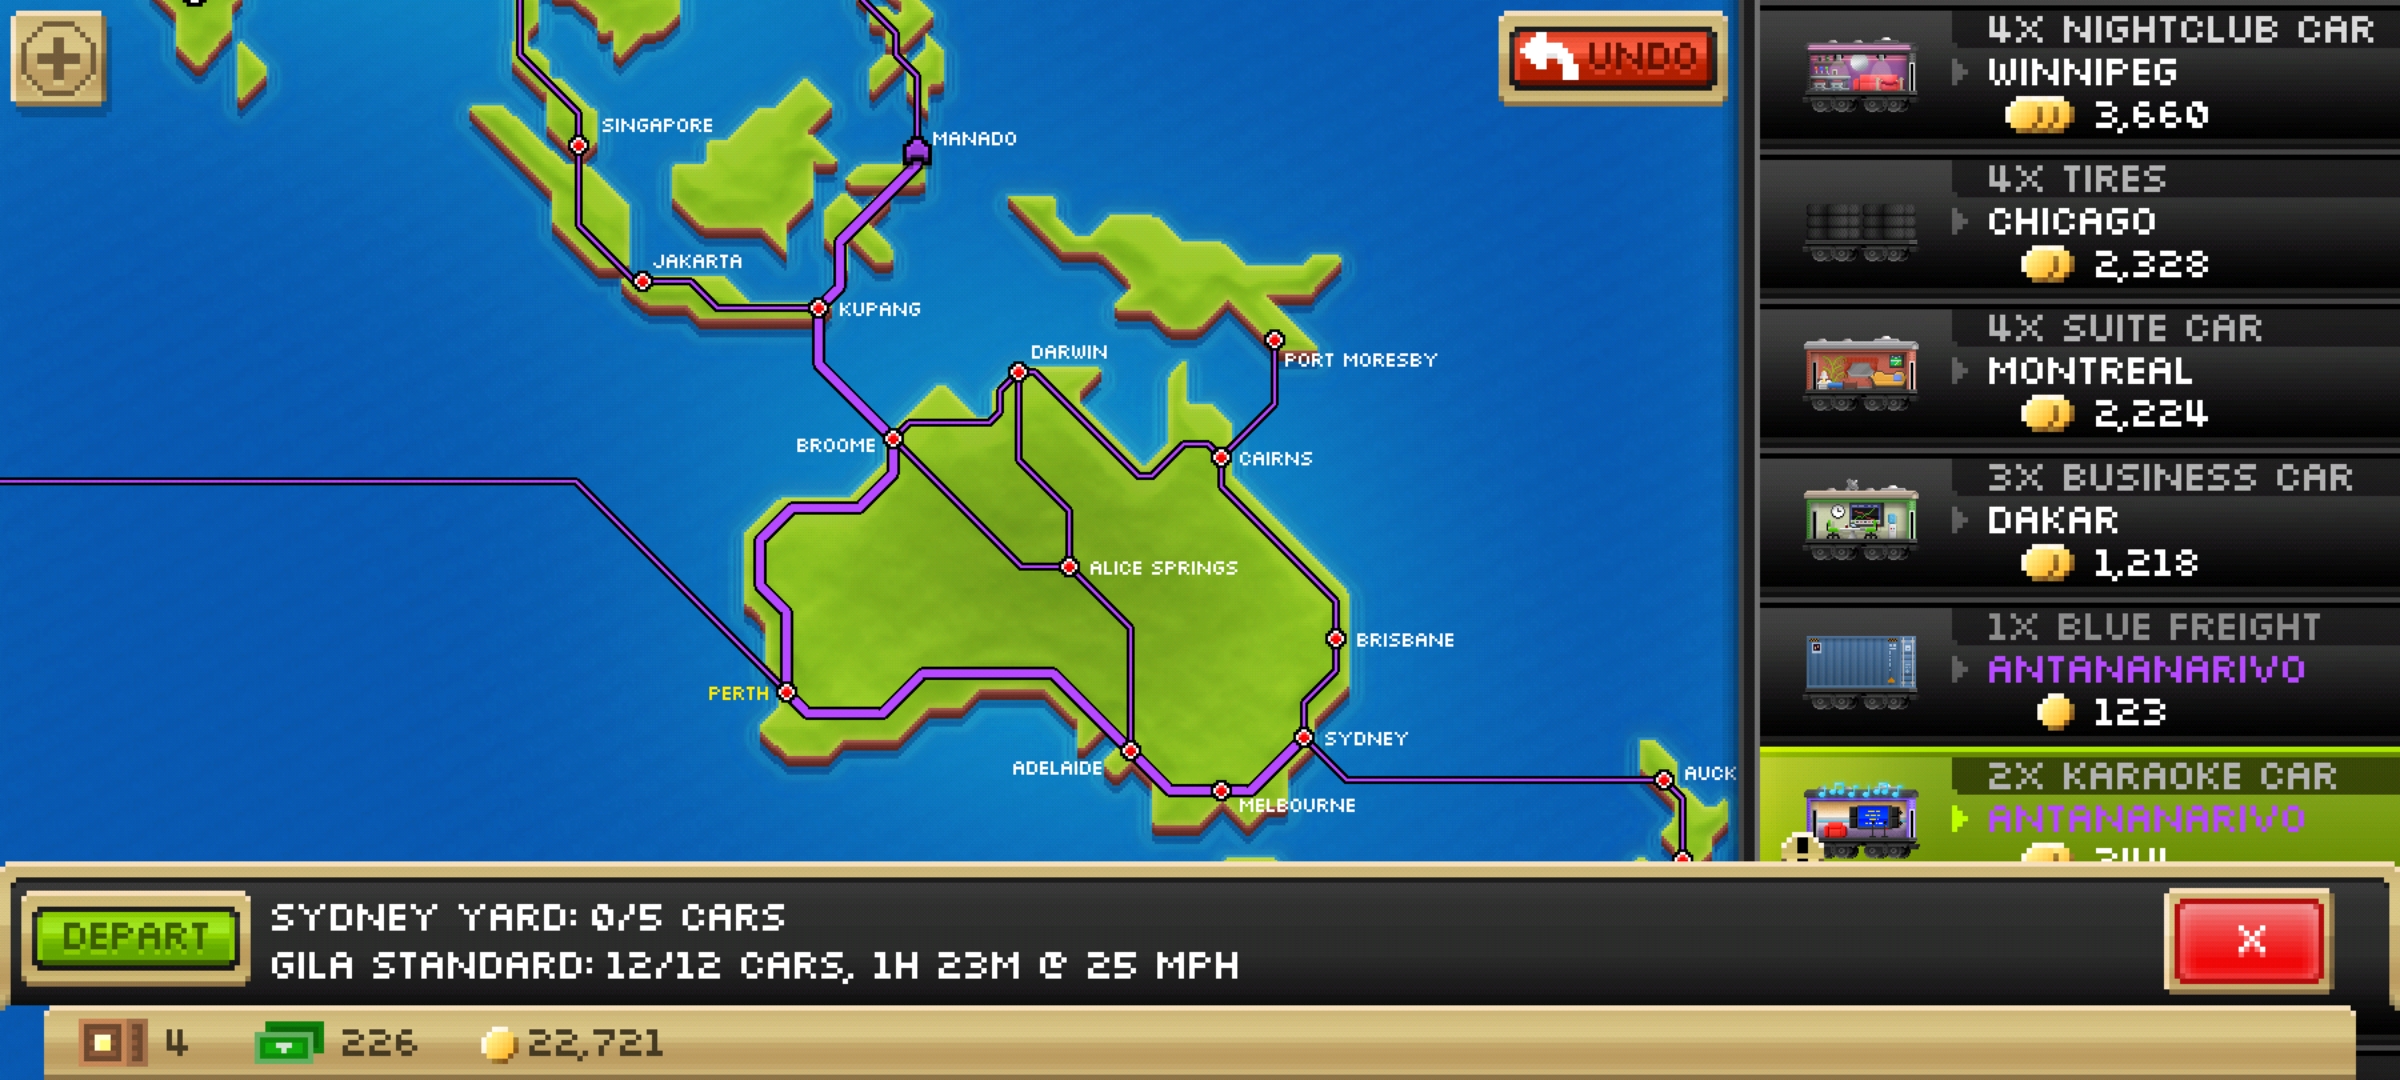 UNDO
SINGAPORE
MANADO
JAKARTA
KUPANG
DARWIN
PORT MORESBY
BROOME
CAIRNS
ALICE SPRINGS
BRISBANE
PERTH
SYDNEY
ADELAIDE
AUCK
MELBOURNE
4X NIGHTCLUB CAR
WINNIPEG
3,660
4X TIRES
CHICAGO
2,328
4X SUITE CAR
MONTREAL
2,224
3X BUSINESS CAR
DAKAR
1,218
1X BLUE FREIGHT
ANTANANARIVO
123
2X KARAOKE CAR
ANTANANARIVO
DEPART
SYDNEY YARD: 0/5 CARS
GILA STANDARD: 12/12 CARS, 1H 23M @ 25 MPH
X
4
226
22,721